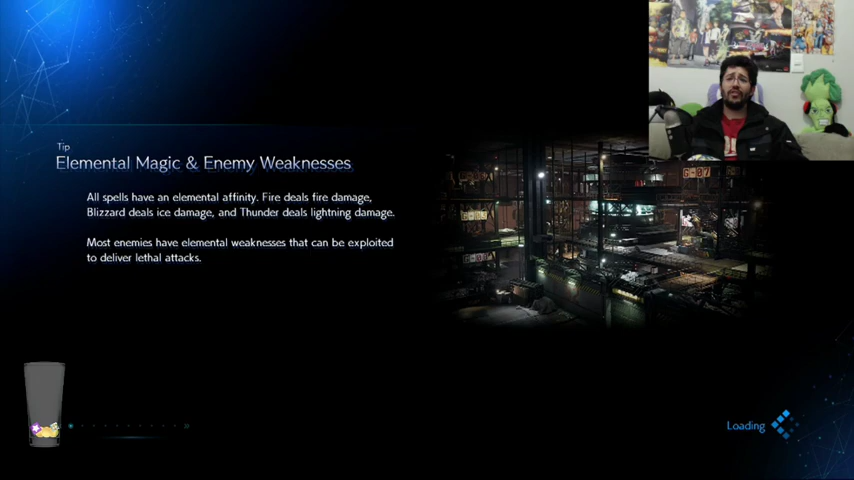 Tip
Elemental Magic & Enemy Weaknesses
All spells have an elemental affinity. Fire deals fire damage,
Blizzard deals ice damage, and Thunder deals lightning damage.
Most enemies have elemental weaknesses that can be exploited
to deliver lethal attacks.
G-07
Loading